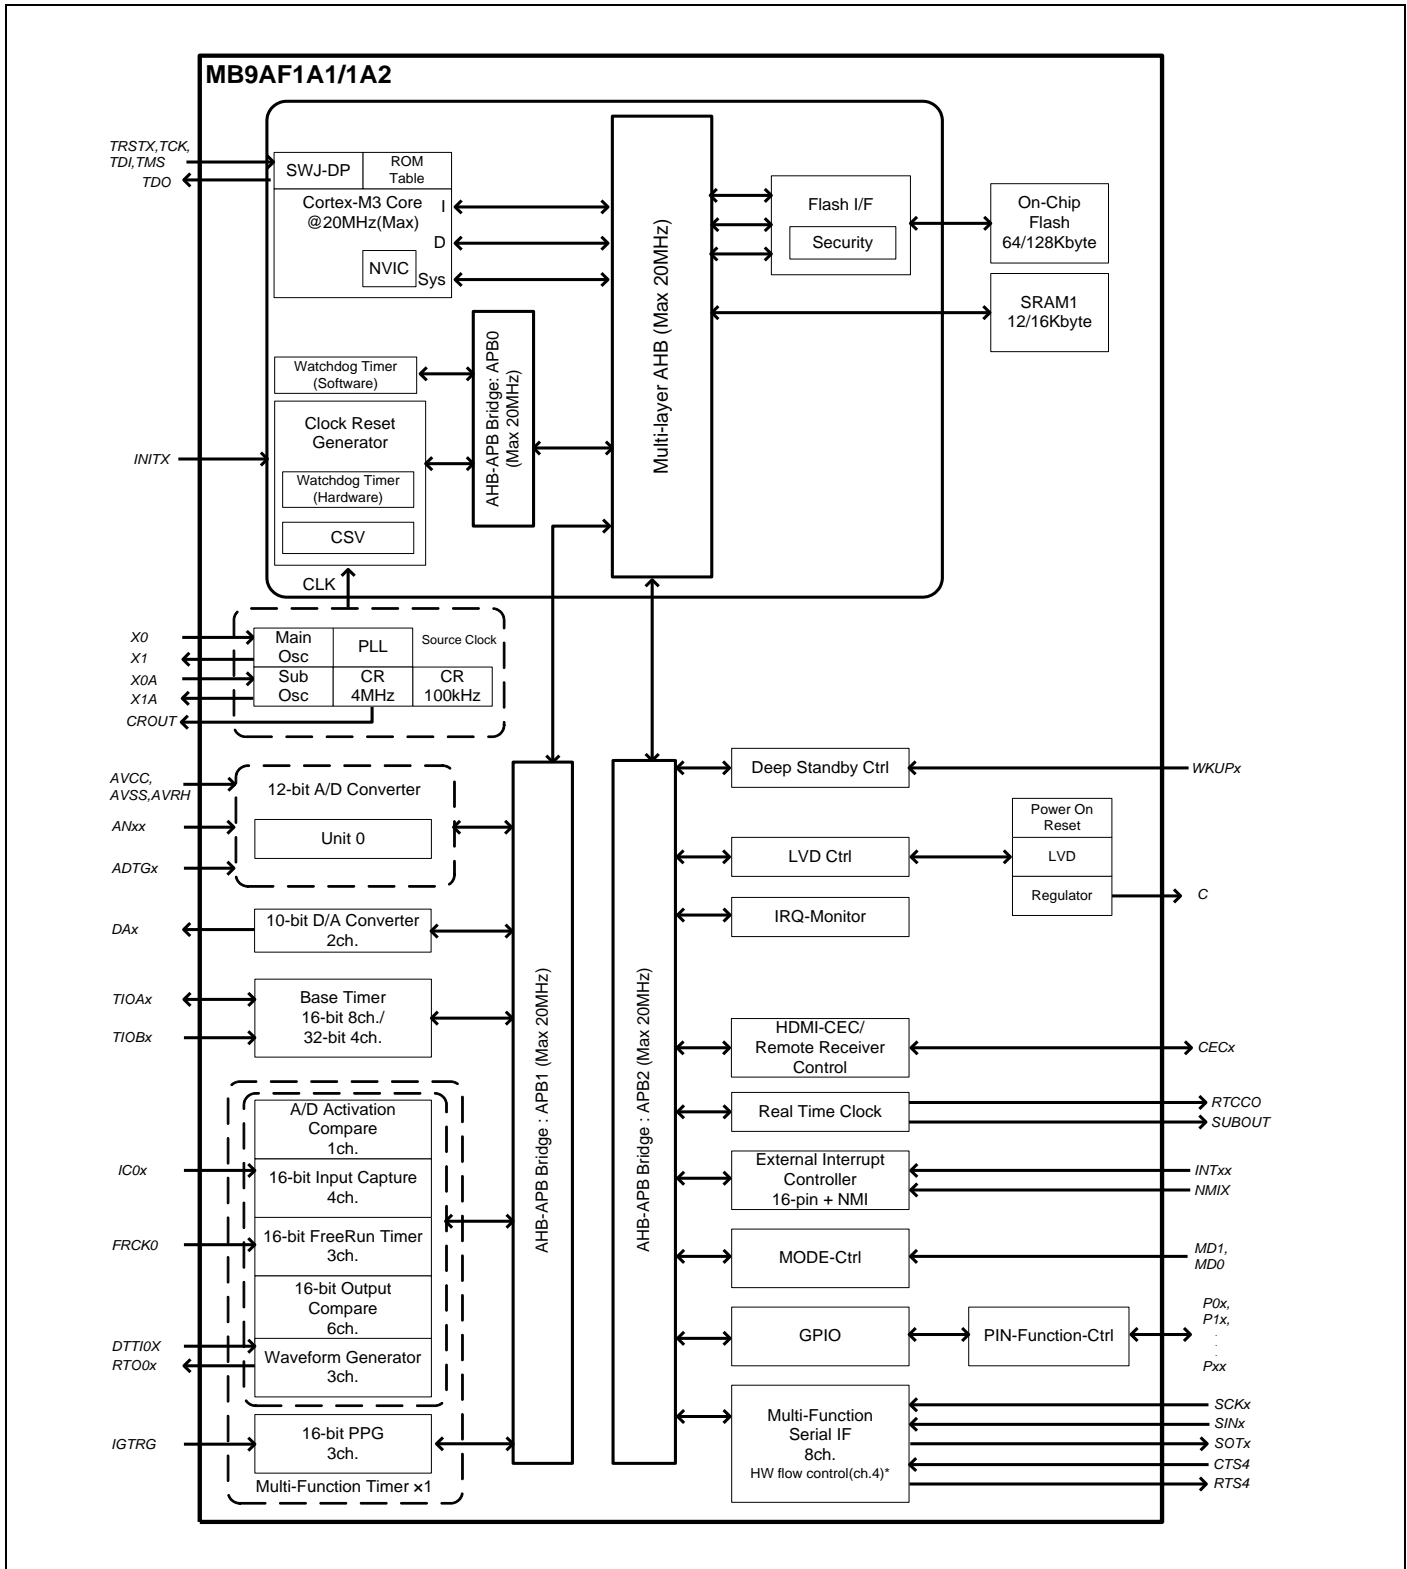 MB9AF1A1/1A2
TRSTX,TCK,
TDI,TMS
TDO
SWJ-DP
ROM
Table
Cortex-M3 Core
@20MHz(Max)
I
D
NVIC
Sys
Multi-layer AHB (Max 20MHz)
Flash I/F
Security
On-Chip
Flash
64/128Kbyte
SRAM1
12/16Kbyte
Watchdog Timer
(Software)
AHB-APB Bridge: APB0
(Max 20MHz)
Clock Reset
Generator
INITX
Watchdog Timer
(Hardware)
CSV
CLK
X0
X1
X0A
X1A
CROUT
Main
Osc
PLL
Source Clock
Sub
Osc
CR
4MHz
CR
100kHz
AVCC,
AVSS,AVRH
ANxx
ADTGx
12-bit A/D Converter
Unit 0
DAx
10-bit D/A Converter
2ch.
TIOAx
TIOBx
Base Timer
16-bit 8ch./
32-bit 4ch.
A/D Activation
Compare
1ch.
IC0x
16-bit Input Capture
4ch.
FRCK0
16-bit FreeRun Timer
3ch.
16-bit Output
Compare
6ch.
DTTI0X
RTO0x
Waveform Generator
3ch.
IGTRG
16-bit PPG
3ch.
Multi-Function Timer ×1
AHB-APB Bridge : APB1 (Max 20MHz)
AHB-APB Bridge : APB2 (Max 20MHz)
Deep Standby Ctrl
WKUPx
LVD Ctrl
Power On
Reset
LVD
Regulator
C
IRQ-Monitor
HDMI-CEC/
Remote Receiver
Control
CECx
Real Time Clock
RTCCO
SUBOUT
External Interrupt
Controller
16-pin + NMI
INTxx
NMIX
MODE-Ctrl
MD1,
MD0
GPIO
PIN-Function-Ctrl
P0x,
P1x,
.
.
Pxx
Multi-Function
Serial IF
8ch.
HW flow control(ch.4)*
SCKx
SINx
SOTx
CTS4
RTS4